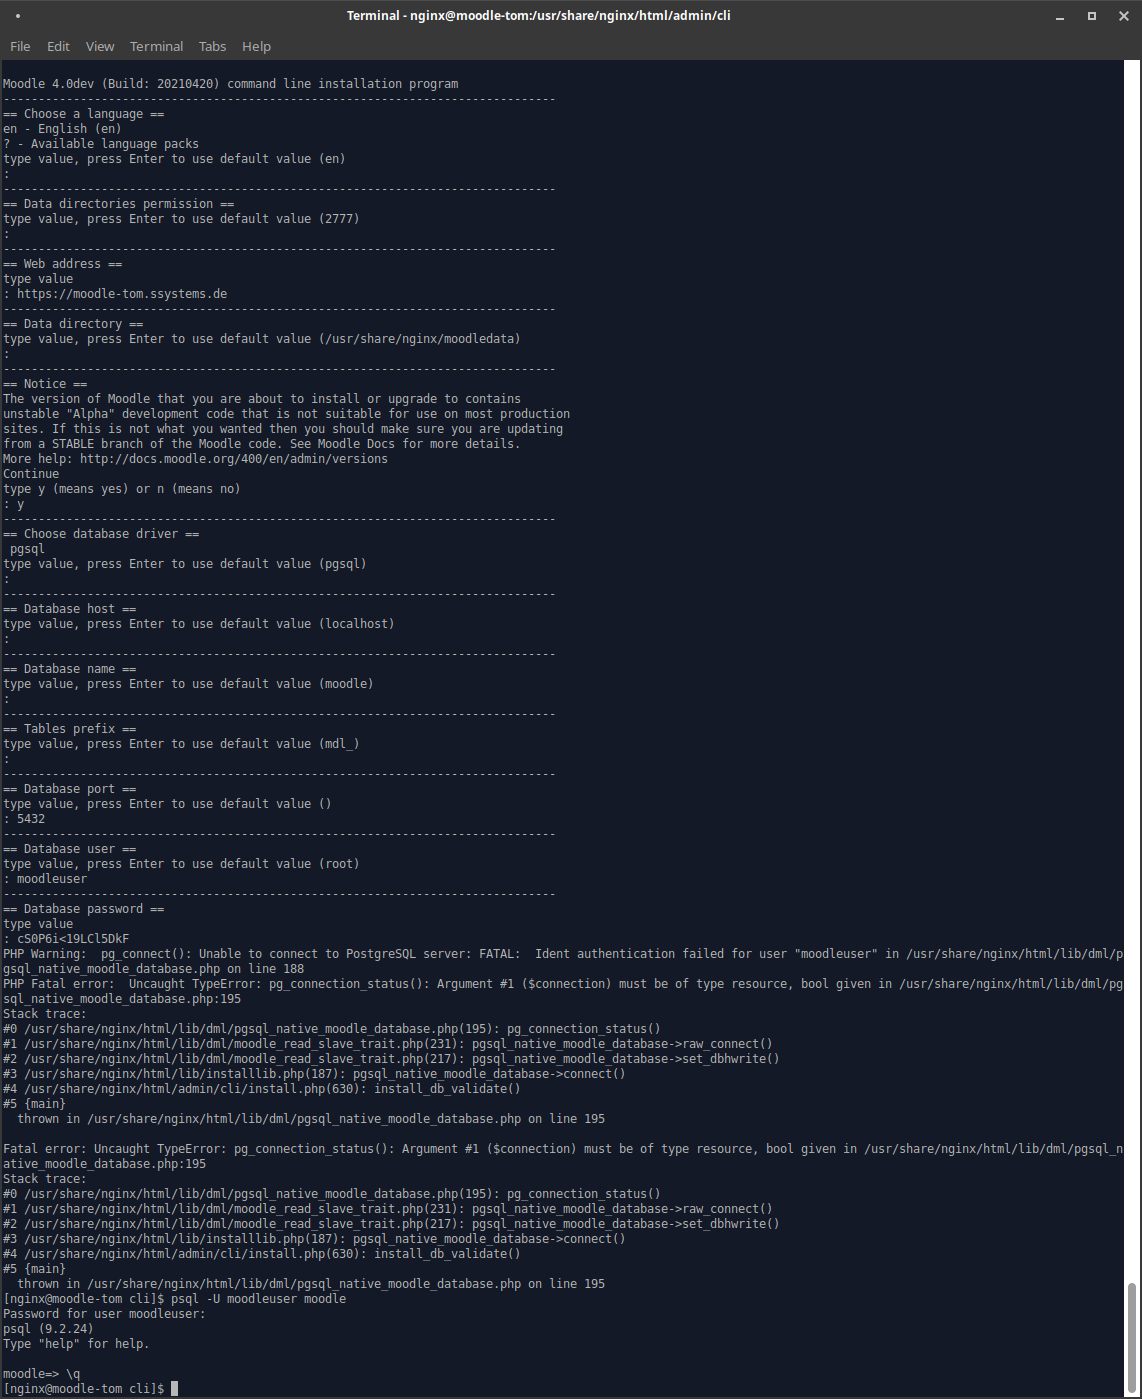 Terminal - nginx@moodle-tom:/usr/share/nginx/html/admin/cli
File Edit View Terminal Tabs Help
Moodle 4.0dev (Build: 20210420) command line installation program
-------------------------------------------------------------------------------
== Choose a language ==
en - English (en)
? - Available language packs
type value, press Enter to use default value (en)
:
-------------------------------------------------------------------------------
== Data directories permission ==
type value, press Enter to use default value (2777)
:
-------------------------------------------------------------------------------
== Web address ==
type value
: https://moodle-tom.ssystems.de
-------------------------------------------------------------------------------
== Data directory ==
type value, press Enter to use default value (/usr/share/nginx/moodledata)
:
-------------------------------------------------------------------------------
== Notice ==
The version of Moodle that you are about to install or upgrade to contains
unstable "Alpha" development code that is not suitable for use on most production
sites. If this is not what you wanted then you should make sure you are updating
from a STABLE branch of the Moodle code. See Moodle Docs for more details.
More help: http://docs.moodle.org/400/en/admin/versions
Continue
type y (means yes) or n (means no)
: y
-------------------------------------------------------------------------------
== Choose database driver ==
 pgsql
type value, press Enter to use default value (pgsql)
:
-------------------------------------------------------------------------------
== Database host ==
type value, press Enter to use default value (localhost)
:
-------------------------------------------------------------------------------
== Database name ==
type value, press Enter to use default value (moodle)
:
-------------------------------------------------------------------------------
== Tables prefix ==
type value, press Enter to use default value (mdl_)
:
-------------------------------------------------------------------------------
== Database port ==
type value, press Enter to use default value ()
: 5432
-------------------------------------------------------------------------------
== Database user ==
type value, press Enter to use default value (root)
: moodleuser
-------------------------------------------------------------------------------
== Database password ==
type value
: cS0P6i<19LCl5DkF
PHP Warning:  pg_connect(): Unable to connect to PostgreSQL server: FATAL:  Ident authentication failed for user "moodleuser" in /usr/share/nginx/html/lib/dml/p
gsql_native_moodle_database.php on line 188
PHP Fatal error:  Uncaught TypeError: pg_connection_status(): Argument #1 ($connection) must be of type resource, bool given in /usr/share/nginx/html/lib/dml/pg
sql_native_moodle_database.php:195
Stack trace:
#0 /usr/share/nginx/html/lib/dml/pgsql_native_moodle_database.php(195): pg_connection_status()
#1 /usr/share/nginx/html/lib/dml/moodle_read_slave_trait.php(231): pgsql_native_moodle_database->raw_connect()
#2 /usr/share/nginx/html/lib/dml/moodle_read_slave_trait.php(217): pgsql_native_moodle_database->set_dbhwrite()
#3 /usr/share/nginx/html/lib/installlib.php(187): pgsql_native_moodle_database->connect()
#4 /usr/share/nginx/html/admin/cli/install.php(630): install_db_validate()
#5 {main}
  thrown in /usr/share/nginx/html/lib/dml/pgsql_native_moodle_database.php on line 195
Fatal error: Uncaught TypeError: pg_connection_status(): Argument #1 ($connection) must be of type resource, bool given in /usr/share/nginx/html/lib/dml/pgsql_n
ative_moodle_database.php:195
Stack trace:
#0 /usr/share/nginx/html/lib/dml/pgsql_native_moodle_database.php(195): pg_connection_status()
#1 /usr/share/nginx/html/lib/dml/moodle_read_slave_trait.php(231): pgsql_native_moodle_database->raw_connect()
#2 /usr/share/nginx/html/lib/dml/moodle_read_slave_trait.php(217): pgsql_native_moodle_database->set_dbhwrite()
#3 /usr/share/nginx/html/lib/installlib.php(187): pgsql_native_moodle_database->connect()
#4 /usr/share/nginx/html/admin/cli/install.php(630): install_db_validate()
#5 {main}
  thrown in /usr/share/nginx/html/lib/dml/pgsql_native_moodle_database.php on line 195
[nginx@moodle-tom cli]$ psql -U moodleuser moodle
Password for user moodleuser:
psql (9.2.24)
Type "help" for help.
moodle=> \q
[nginx@moodle-tom cli]$